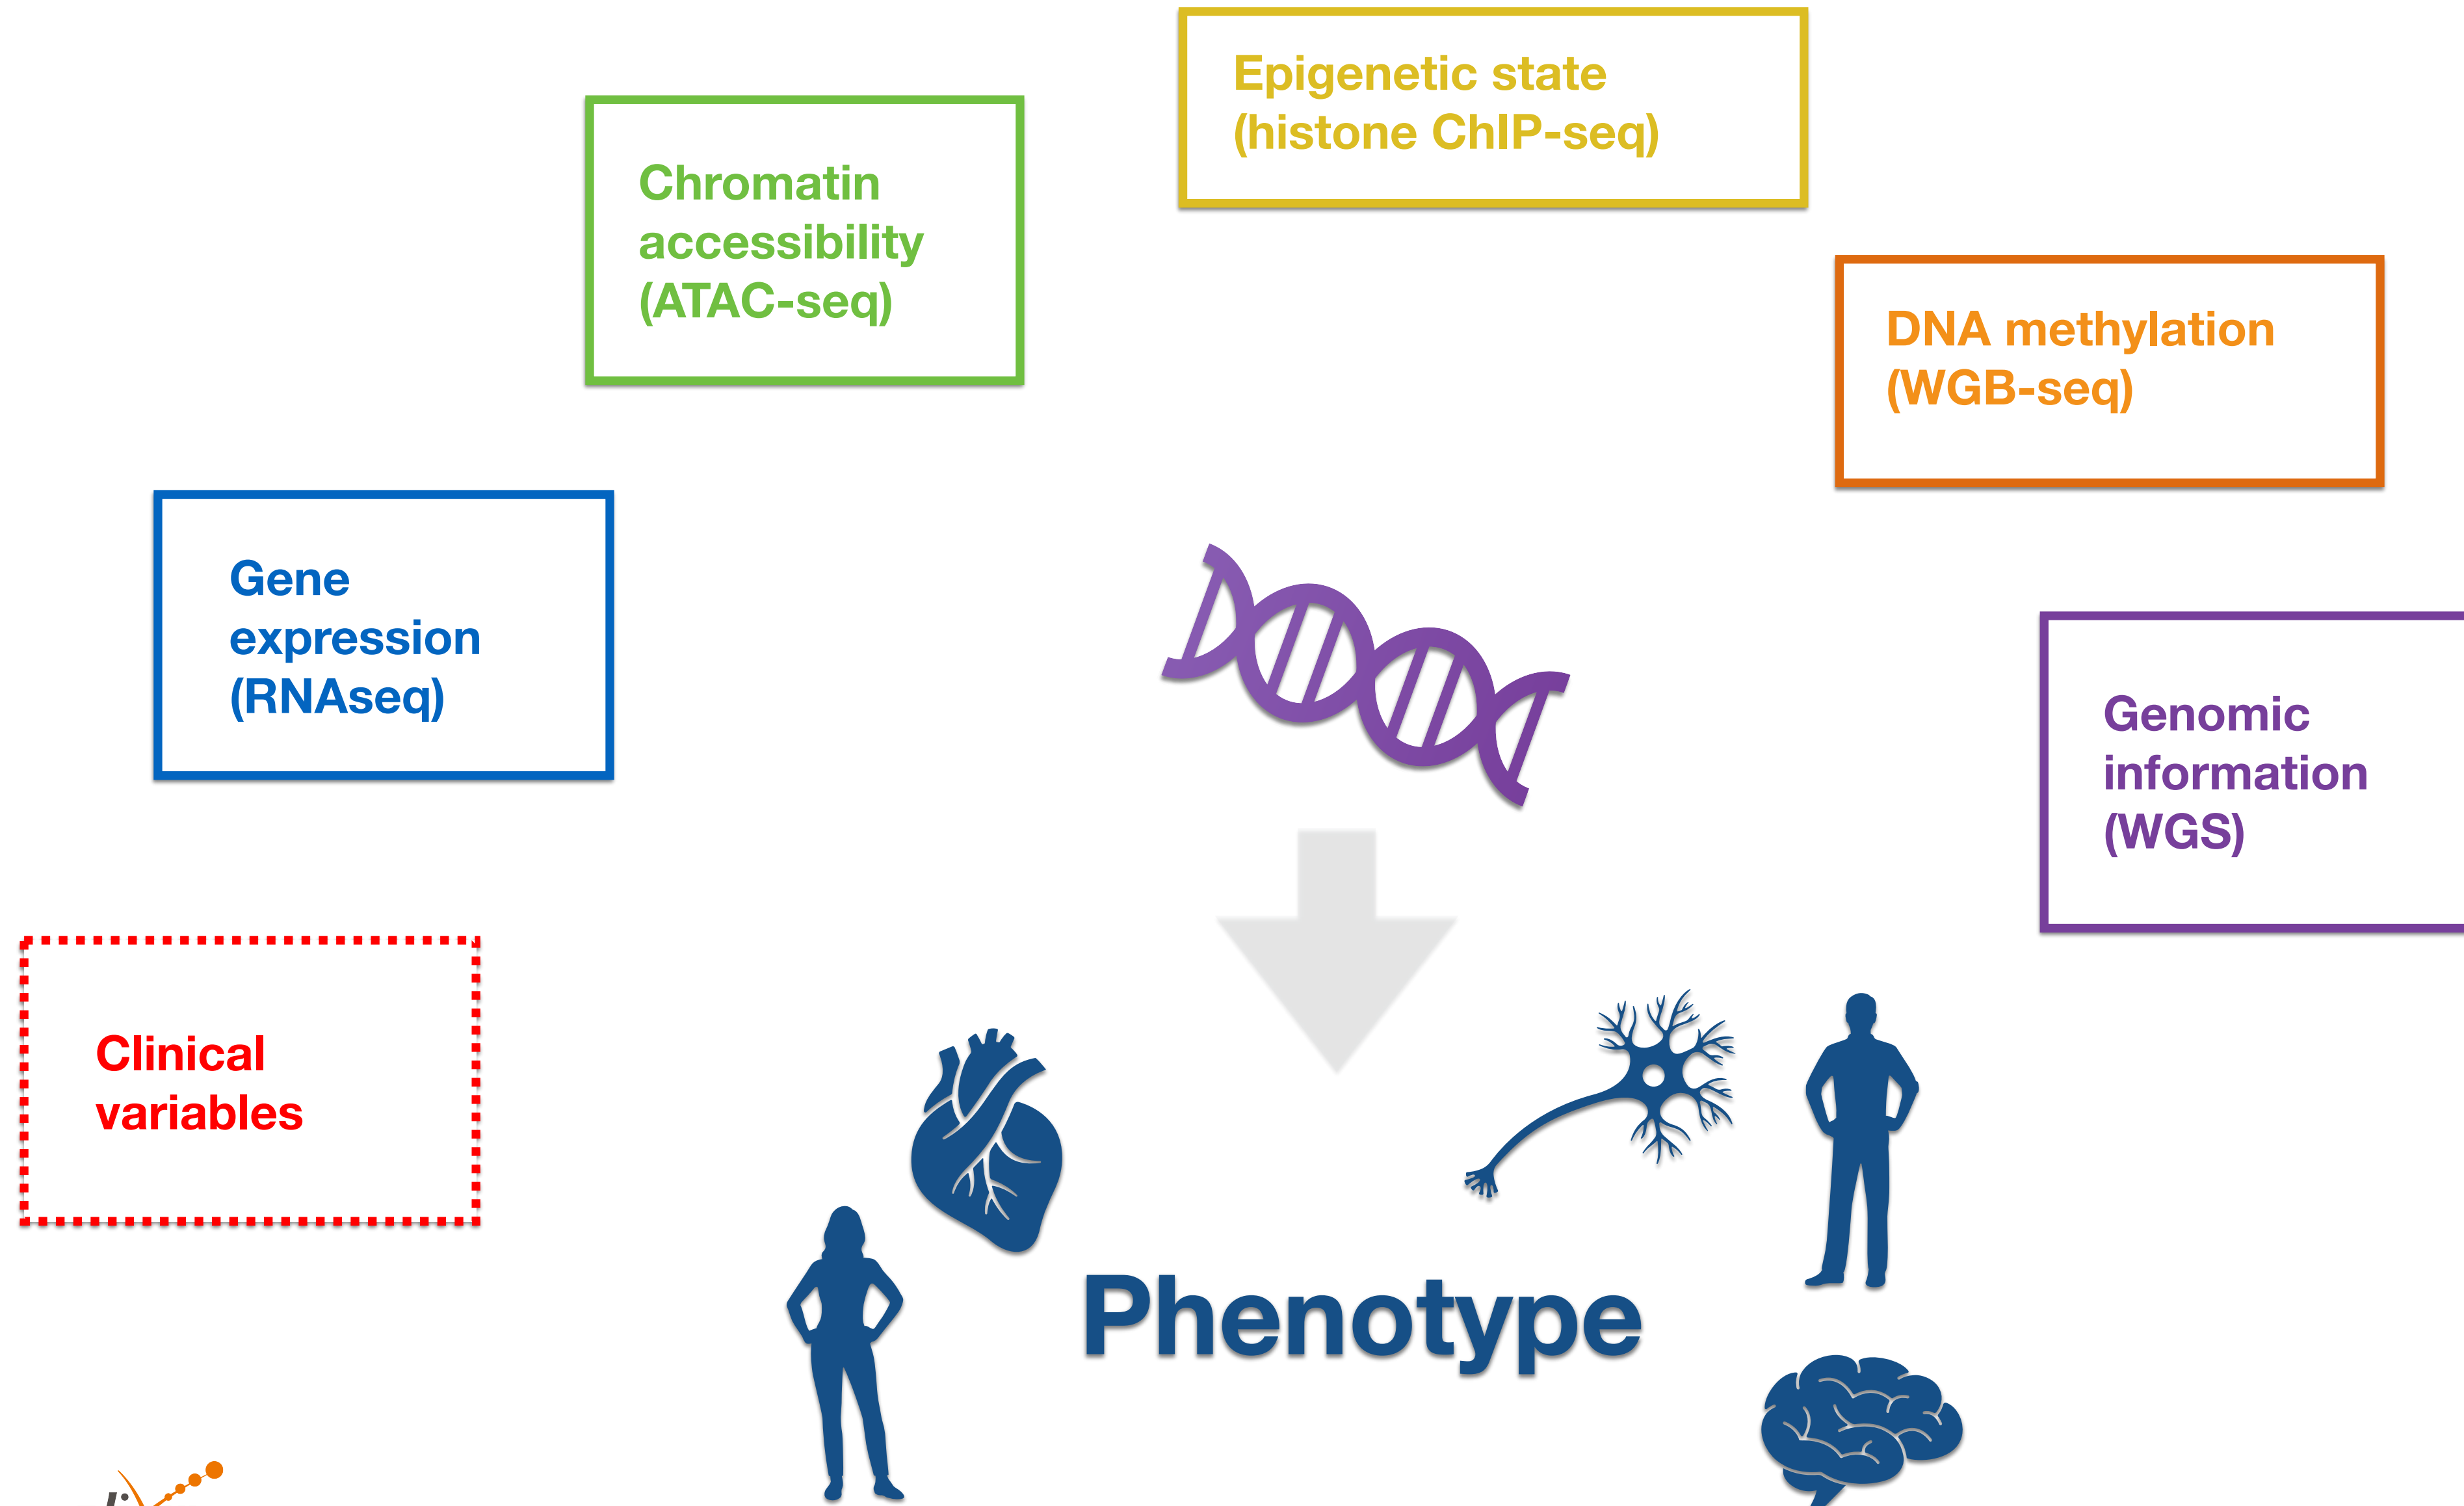 Epigenetic state
(histone ChIP-seq)
Chromatin
accessibility
(ATAC-seq)
DNA methylation
(WGB-seq)
Gene
expression
(RNAseq)
Genomic
information
(WGS)
Clinical
variables
Phenotype